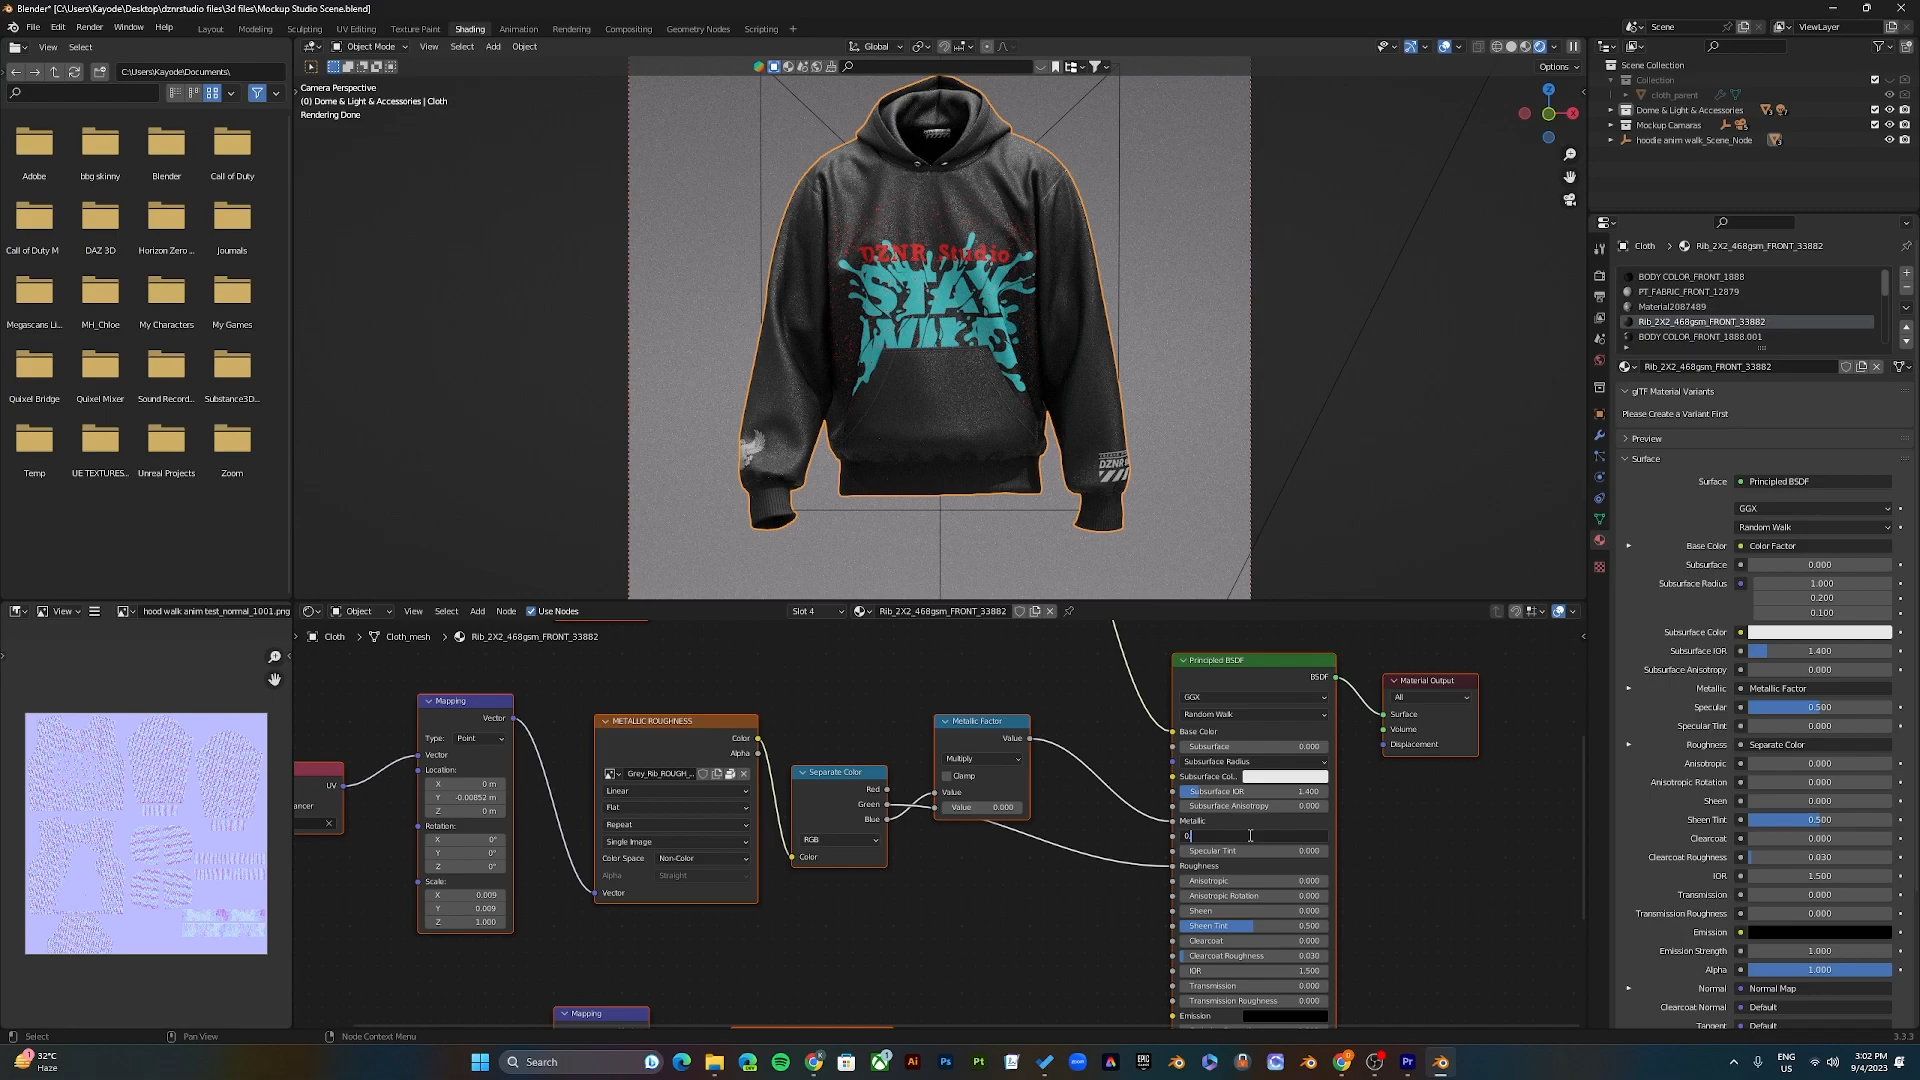 Blender* [C:\Users\Kayode\Desktop\dznrstudio files\3d files\Mockup Studio Scene.blend]
File Edit Render Window Help Layout Modeling Sculpting UV Editing Texture Paint Shading Animation Rendering Compositing Geometry Nodes Scripting + Scene ViewLayer
View Select Object Mode View Select Add Object Global
C:\Users\Kayode\Documents\ Options
Camera Perspective
(0) Dome & Light & Accessories | Cloth
Rendering Done
Adobe bbg skinny Blender Call of Duty
Call of Duty M DAZ 3D Horizon Zero ... Journals
Megascans Li... MH_Chloe My Characters My Games
Quixel Bridge Quixel Mixer Sound Record... Substance3D...
Temp UE TEXTURES... Unreal Projects Zoom
Z
X
DZNR Studio
STAY
WILD
DZNR
Scene Collection
Collection
cloth_parent
Dome & Light & Accessories
Mockup Camaras
hoodie anim walk_Scene_Node
Cloth > Rib_2X2_468gsm_FRONT_33882
BODY COLOR_FRONT_1888
PT_FABRIC_FRONT_12879
Material2087489
Rib_2X2_468gsm_FRONT_33882
BODY COLOR_FRONT_1888.001
Rib_2X2_468gsm_FRONT_33882
glTF Material Variants
Please Create a Variant First
Preview
Surface
Surface Principled BSDF
GGX
Random Walk
Base Color Color Factor
Subsurface 0.000
Subsurface Radius 1.000
0.200
0.100
Subsurface Color
Subsurface IOR 1.400
Subsurface Anisotropy 0.000
Metallic Metallic Factor
Specular 0.500
Specular Tint 0.000
Roughness Separate Color
Anisotropic 0.000
Anisotropic Rotation 0.000
Sheen 0.000
Sheen Tint 0.500
Clearcoat 0.000
Clearcoat Roughness 0.030
IOR 1.500
Transmission 0.000
Transmission Roughness 0.000
Emission
Emission Strength 1.000
Alpha 1.000
Normal Normal Map
Clearcoat Normal Default
Tangent Default
View hood walk anim test_normal_1001.png
Object View Select Add Node Use Nodes Slot 4 Rib_2X2_468gsm_FRONT_33882
Cloth > Cloth_mesh > Rib_2X2_468gsm_FRONT_33882
UV
Mapping
Vector
Type: Point
Vector
Location:
X 0 m
Y -0.00852 m
Z 0 m
Rotation:
X 0°
Y 0°
Z 0°
Scale:
X 0.009
Y 0.009
Z 1.000
METALLIC ROUGHNESS
Color
Alpha
Grey_Rib_ROUGH_...
Linear
Flat
Repeat
Single Image
Color Space Non-Color
Alpha Straight
Vector
Separate Color
Red
Green
Blue
RGB
Color
Metallic Factor
Value
Multiply
Clamp
Value
Value 0.000
Principled BSDF
BSDF
GGX
Random Walk
Base Color
Subsurface 0.000
Subsurface Radius
Subsurface Col...
Subsurface IOR 1.400
Subsurface Anisotropy 0.000
Metallic
0.
Specular Tint 0.000
Roughness
Anisotropic 0.000
Anisotropic Rotation 0.000
Sheen 0.000
Sheen Tint 0.500
Clearcoat 0.000
Clearcoat Roughness 0.030
IOR 1.500
Transmission 0.000
Transmission Roughness 0.000
Emission
Material Output
All
Surface
Volume
Displacement
Mapping
Select Pan View Node Context Menu 3.3.3
32°C
Haze
Search
ENG
US
3:02 PM
9/4/2023